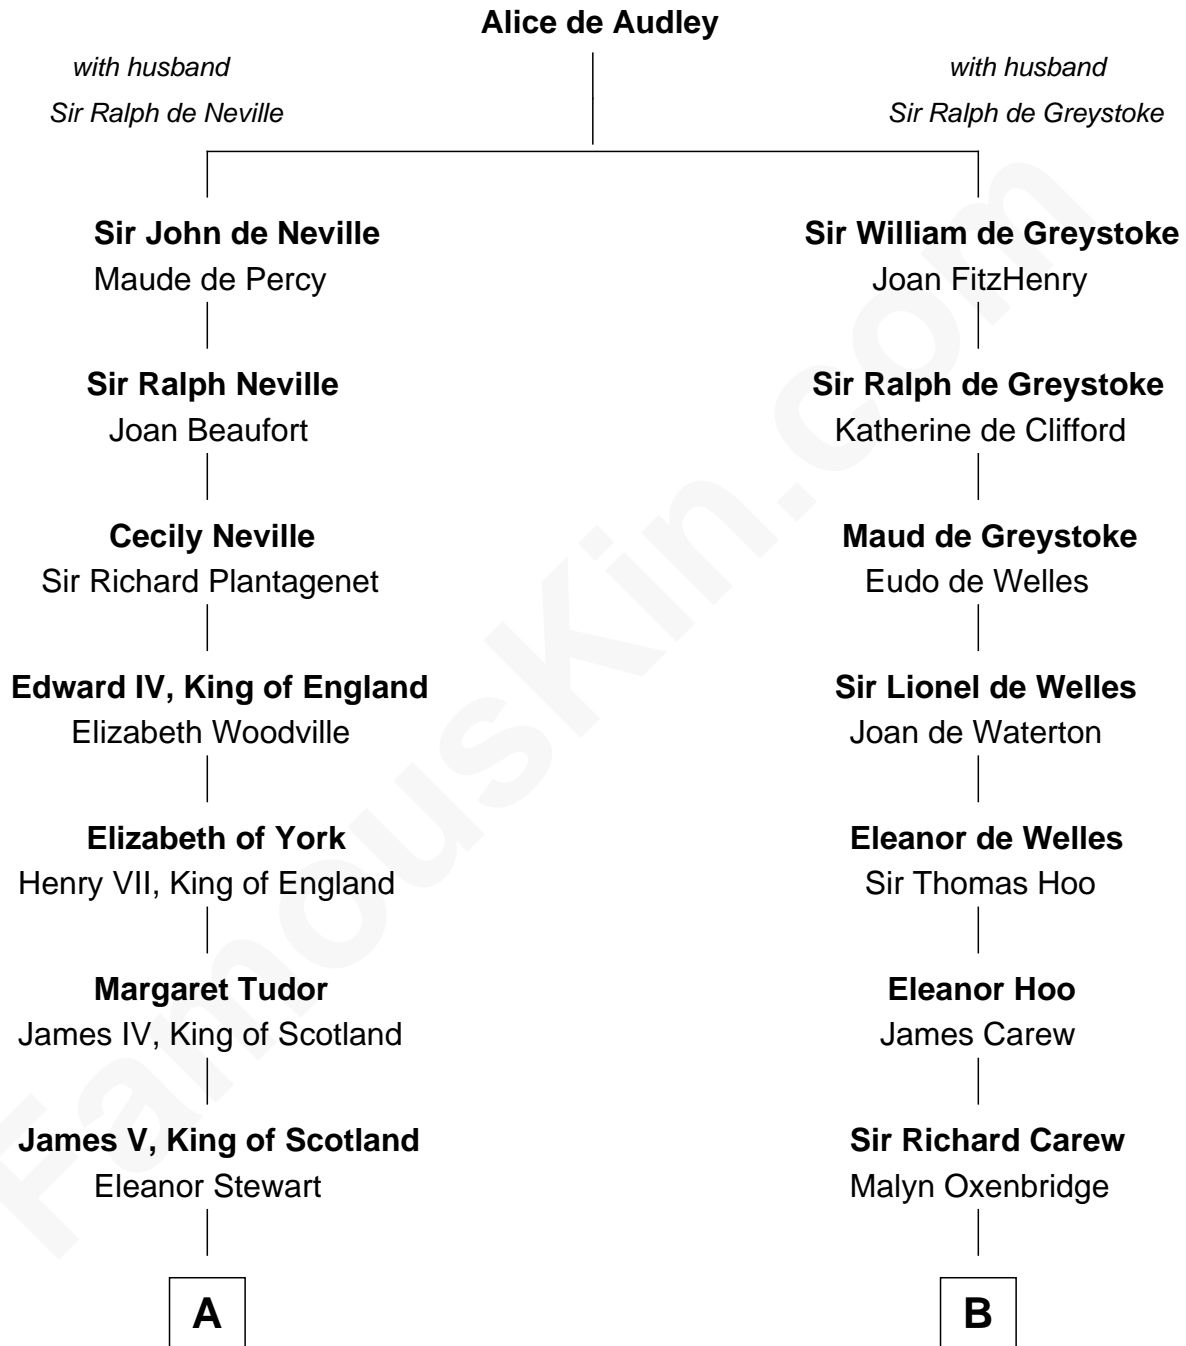 Alice de Audley
with husband
Sir Ralph de Neville
with husband
Sir Ralph de Greystoke
Sir John de Neville
Maude de Percy
Sir William de Greystoke
Joan FitzHenry
Sir Ralph Neville
Joan Beaufort
Sir Ralph de Greystoke
Katherine de Clifford
Cecily Neville
Sir Richard Plantagenet
Maud de Greystoke
Eudo de Welles
Edward IV, King of England
Elizabeth Woodville
Sir Lionel de Welles
Joan de Waterton
Elizabeth of York
Henry VII, King of England
Eleanor de Welles
Sir Thomas Hoo
Margaret Tudor
James IV, King of Scotland
Eleanor Hoo
James Carew
James V, King of Scotland
Eleanor Stewart
Sir Richard Carew
Malyn Oxenbridge
A
B
FamousKin.com